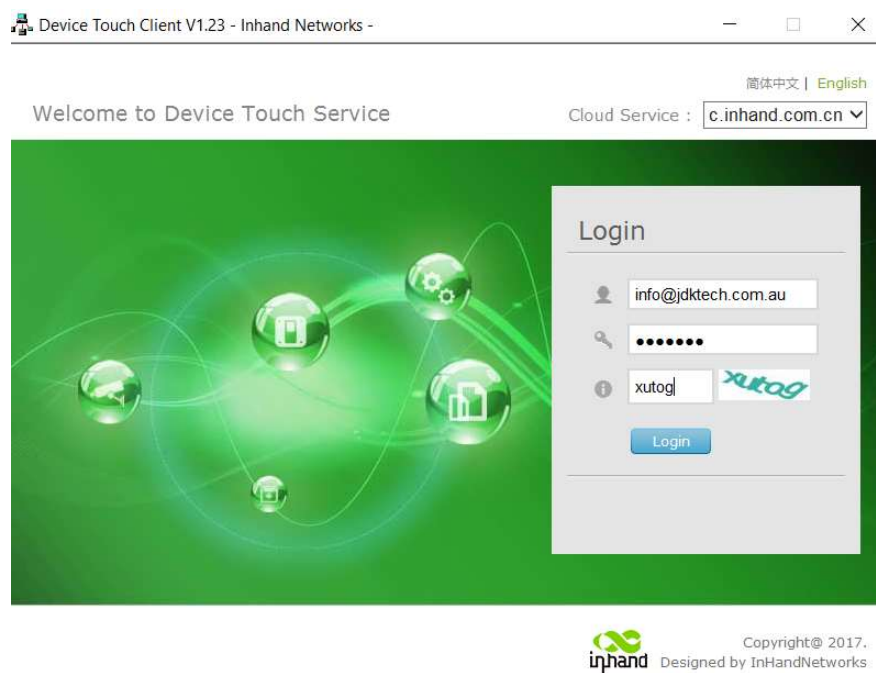 Device Touch Client V1.23 - Inhand Networks -
简体中文 | English
Welcome to Device Touch Service
Cloud Service : c.inhand.com.cn
Login
info@jdktech.com.au
•••••••
xutog xutog
Login
inhand
Copyright@ 2017.
Designed by InHandNetworks